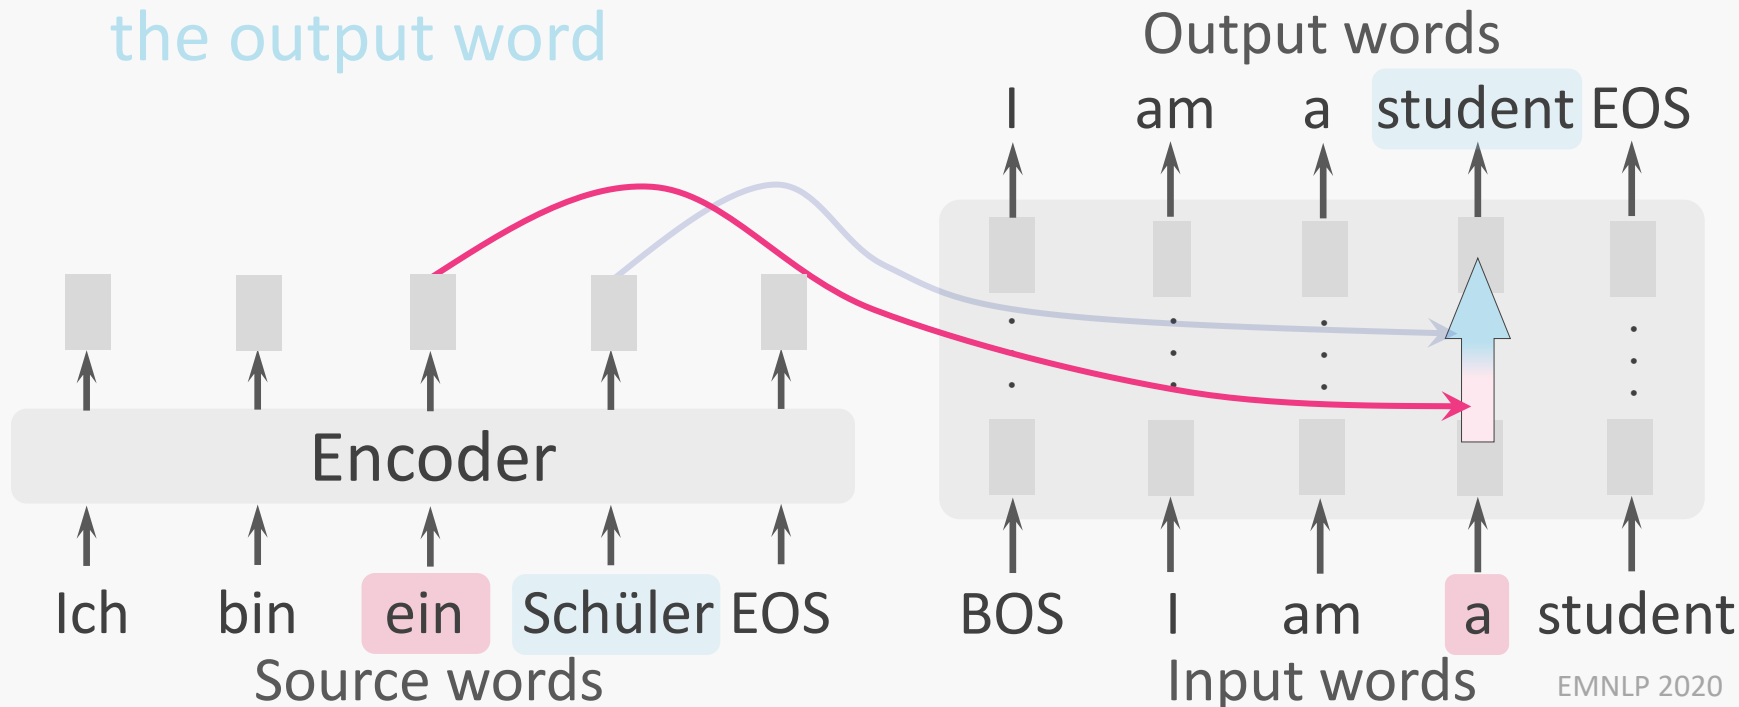 the output word
Output words
I am a student EOS
Encoder
Ich bin ein Schüler EOS
BOS I am a student
Source words
Input words
EMNLP 2020